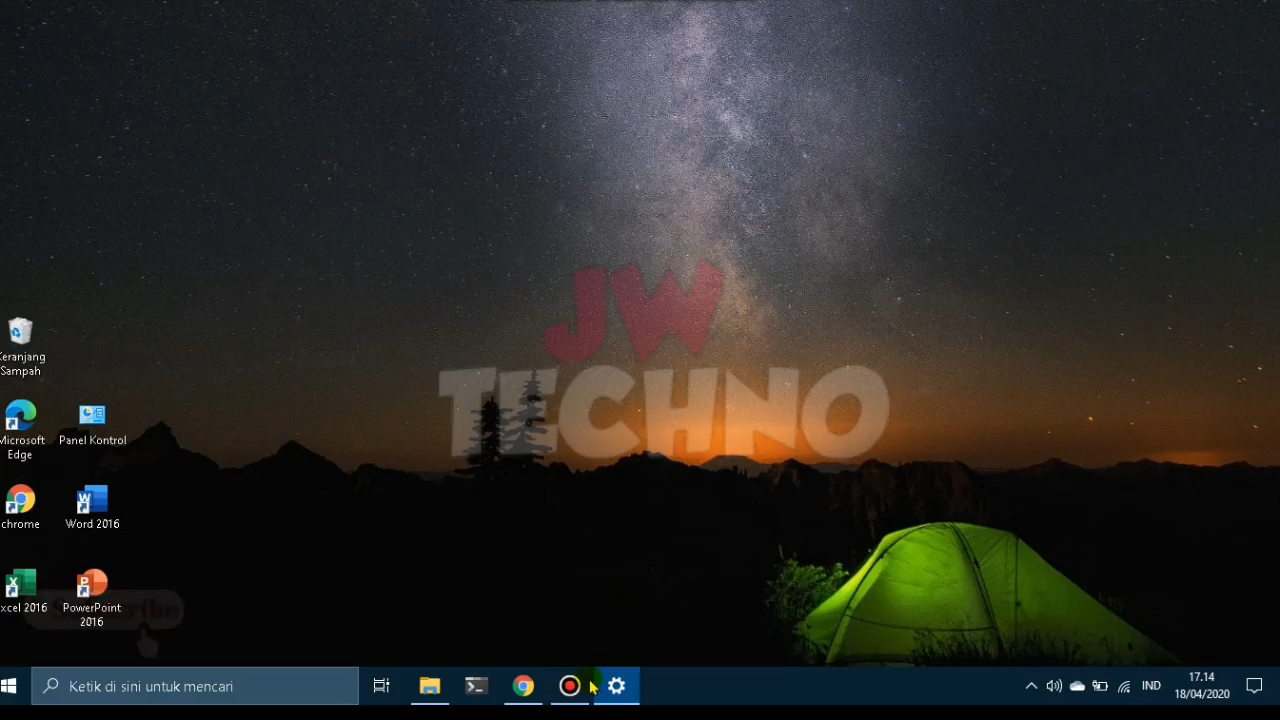 JW
TECHNO
Keranjang
Sampah
Microsoft
Edge
Panel Kontrol
chrome
Word 2016
Excel 2016
PowerPoint
2016
Subscribe
Ketik di sini untuk mencari
IND
17.14
18/04/2020